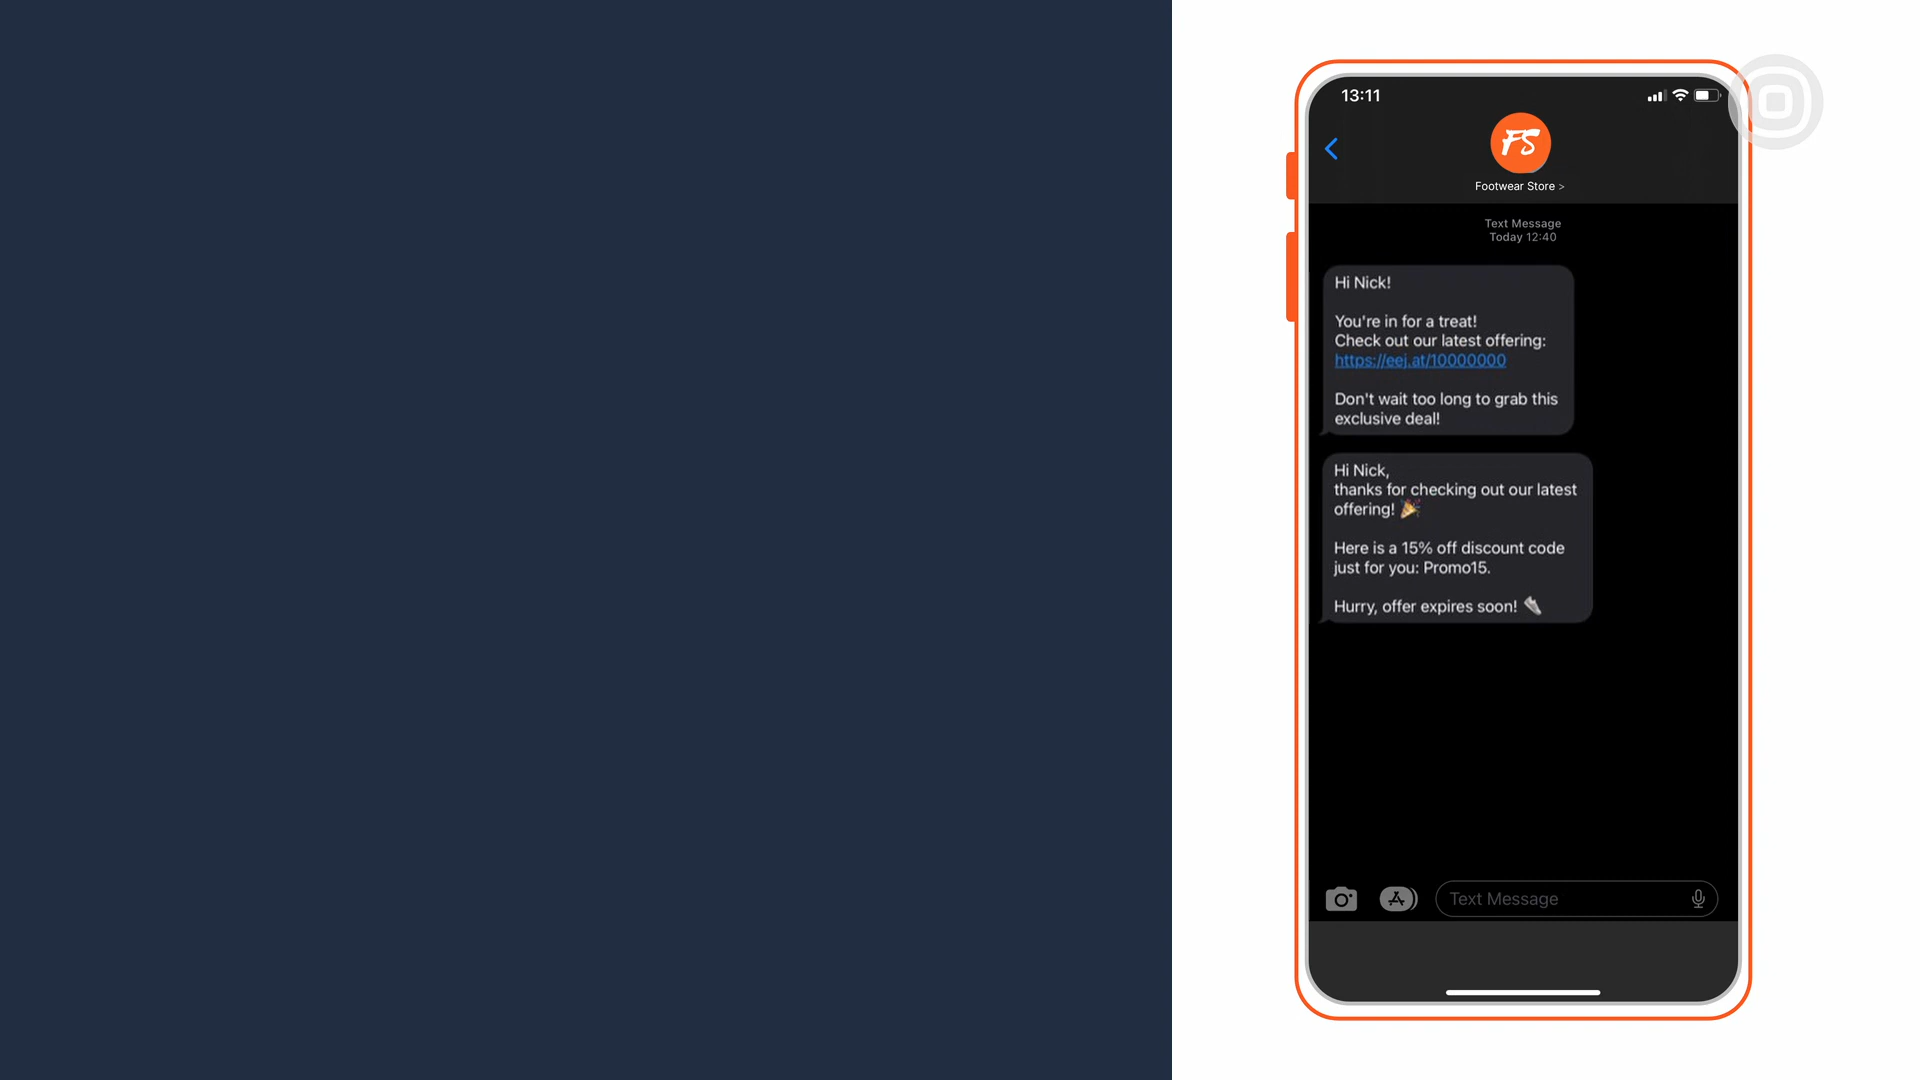 13:11
FS
Footwear Store >
Text Message
Today 12:40
Hi Nick!
You're in for a treat!
Check out our latest offering:
https://eej.at/10000000
Don't wait too long to grab this
exclusive deal!
Hi Nick,
thanks for checking out our latest
offering! 🎉
Here is a 15% off discount code
just for you: Promo15.
Hurry, offer expires soon! 👟
Text Message